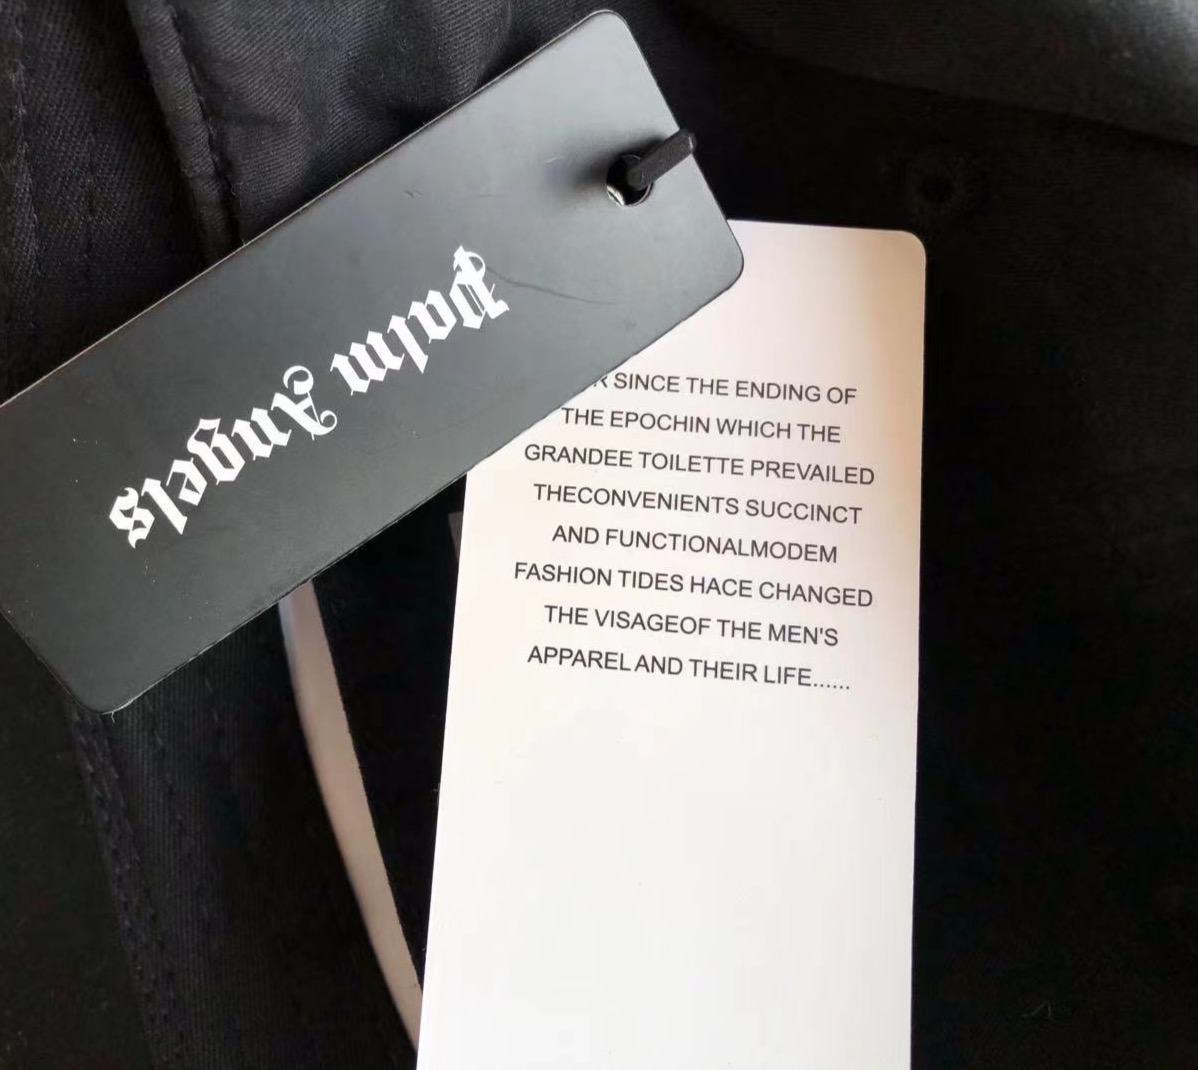 Palm Angels
SINCE THE ENDING OF
THE EPOCHIN WHICH THE
GRANDEE TOILETTE PREVAILED
THECONVENIENTS SUCCINCT
AND FUNCTIONALMODEM
FASHION TIDES HACE CHANGED
THE VISAGEOF THE MEN'S
APPAREL AND THEIR LIFE......